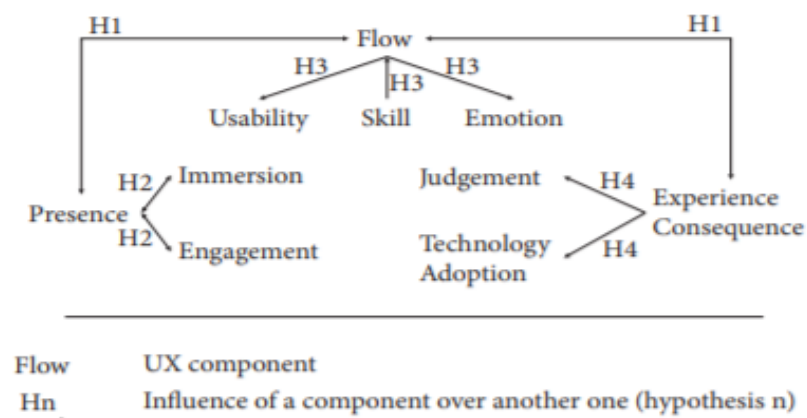 H1
H1
Flow
H3
H3
H3
Usability Skill Emotion
H2
Immersion
Judgement
H4
Presence
Experience
Consequence
H2
Engagement
Technology
Adoption
H4
Flow UX component
Hn Influence of a component over another one (hypothesis n)